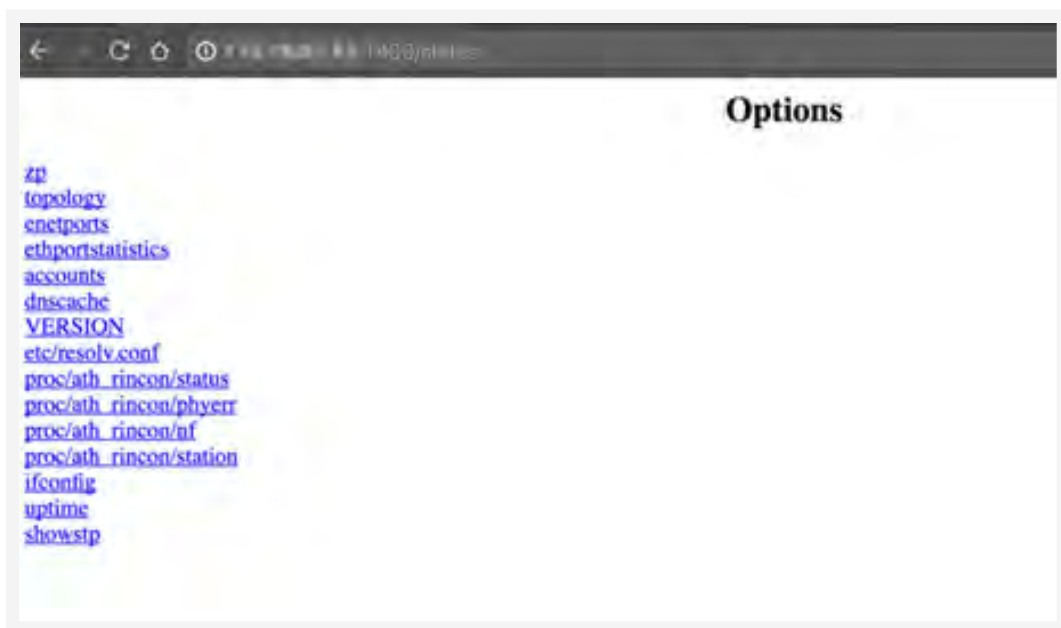 Options
zp
topology
enetports
ethportstatistics
accounts
dnscache
VERSION
etc/resolv.conf
proc/ath_rincon/status
proc/ath_rincon/phyerr
proc/ath_rincon/nf
proc/ath_rincon/station
ifconfig
uptime
showstp